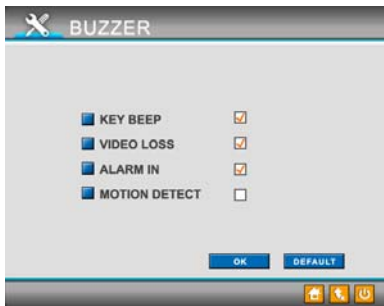 BUZZER
KEY BEEP
VIDEO LOSS
ALARM IN
MOTION DETECT
OK DEFAULT